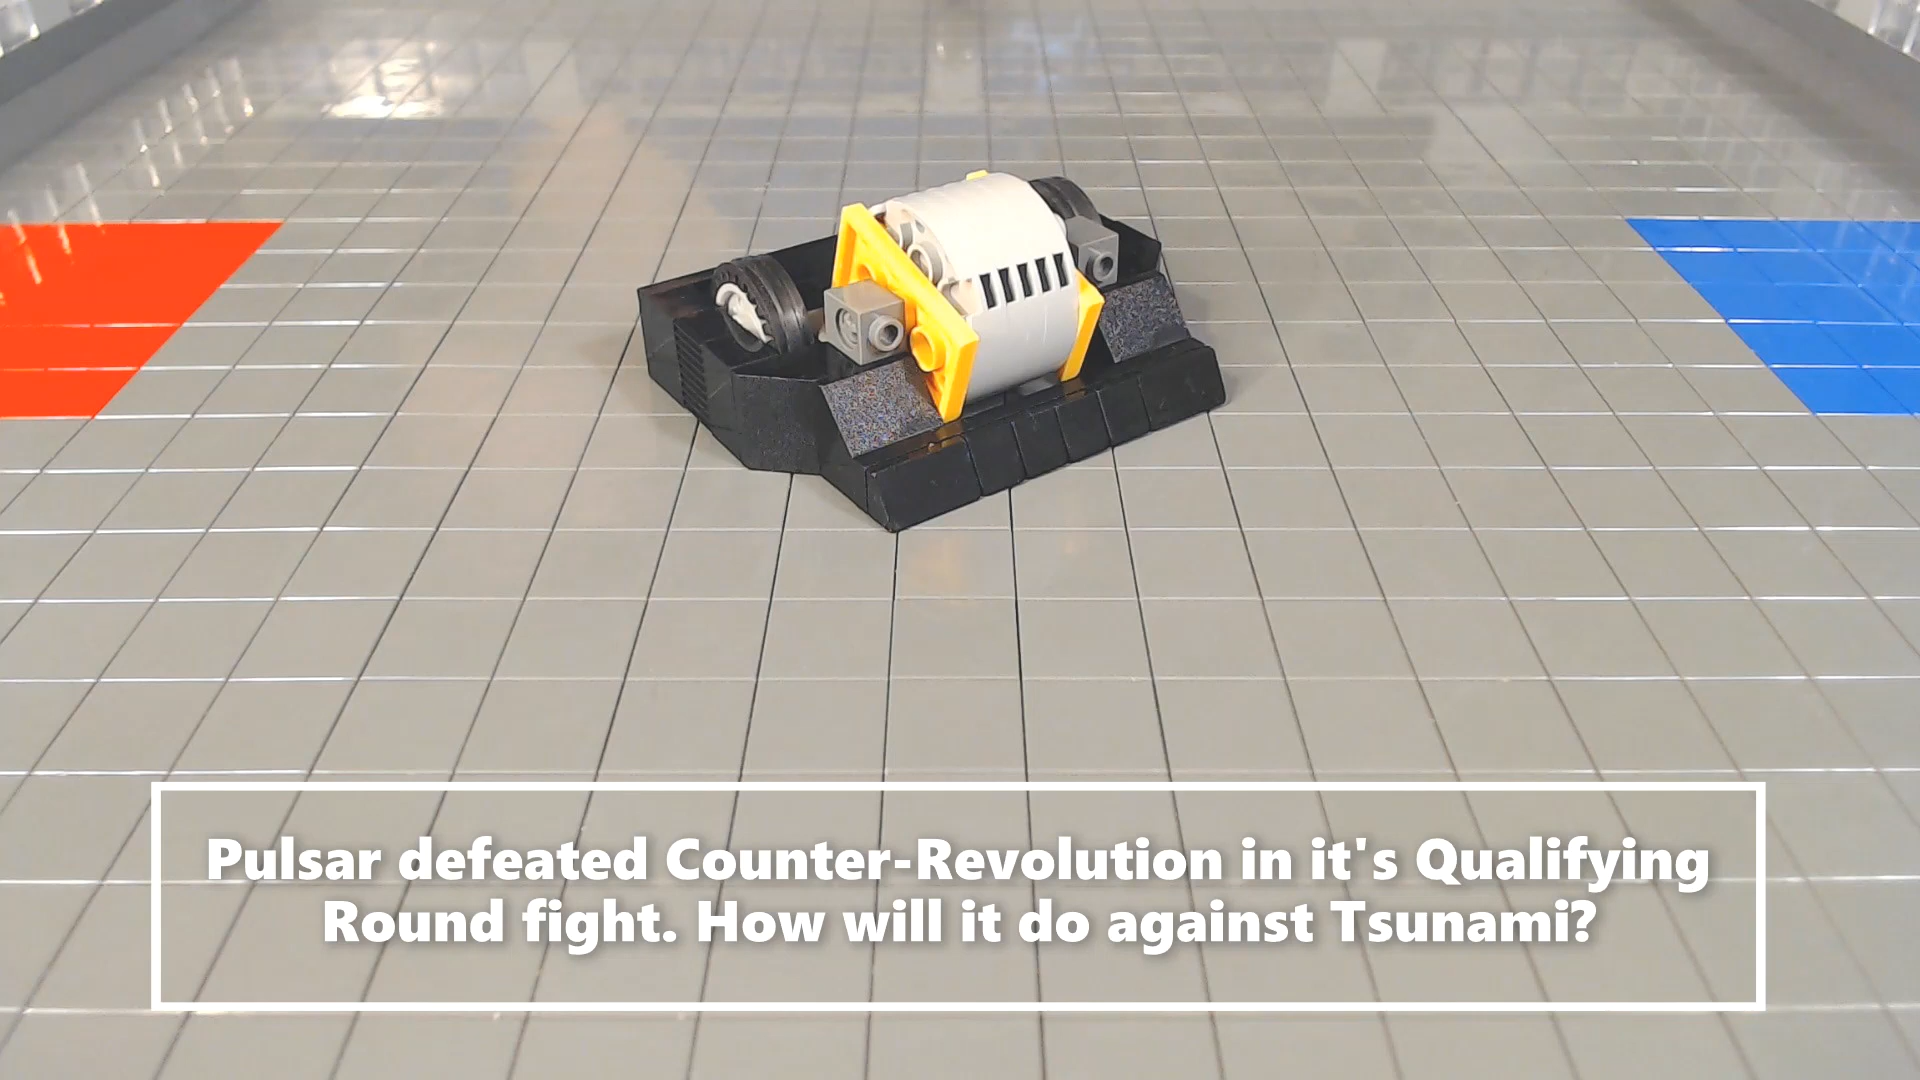 Pulsar defeated Counter-Revolution in it's Qualifying
Round fight. How will it do against Tsunami?